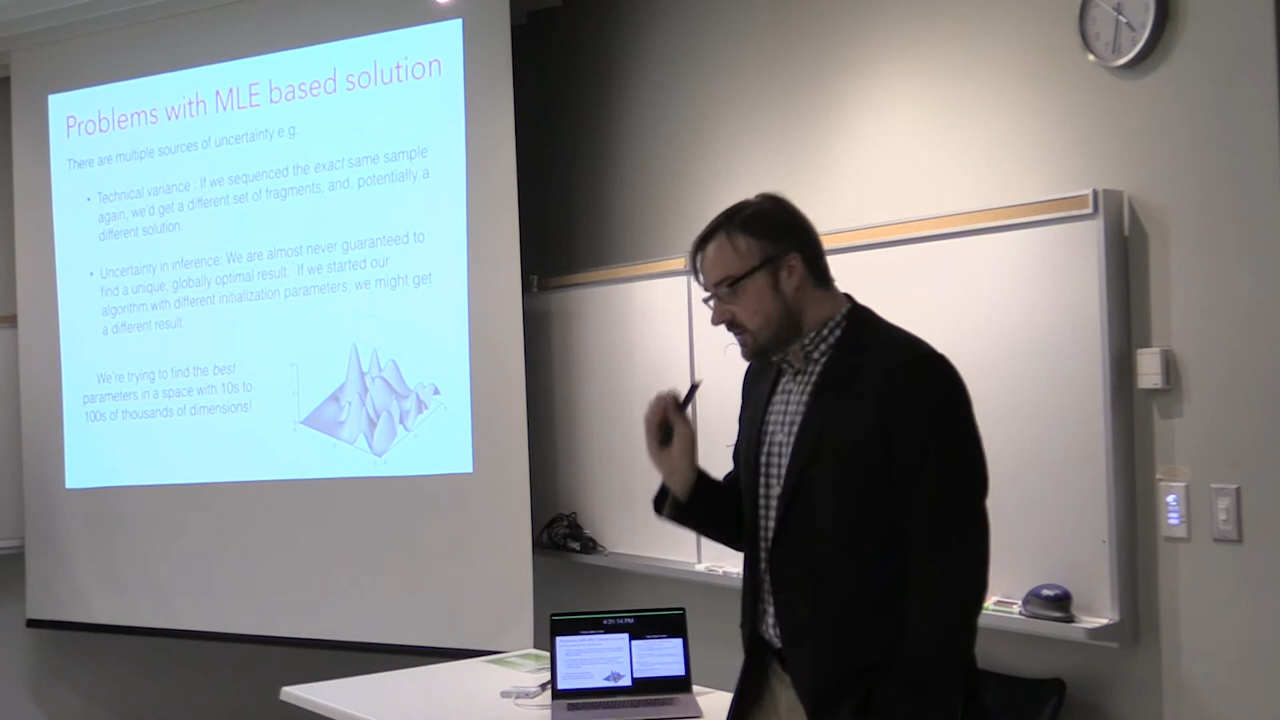 Problems with MLE based solution
There are multiple sources of uncertainty e.g.
• Technical variance : If we sequenced the exact same sample
again, we'd get a different set of fragments, and, potentially a
different solution.
• Uncertainty in inference: We are almost never guaranteed to
find a unique, globally optimal result. If we started our
algorithm with different initialization parameters, we might get
a different result.
We're trying to find the best
parameters in a space with 10s to
100s of thousands of dimensions!
4:31:14 PM